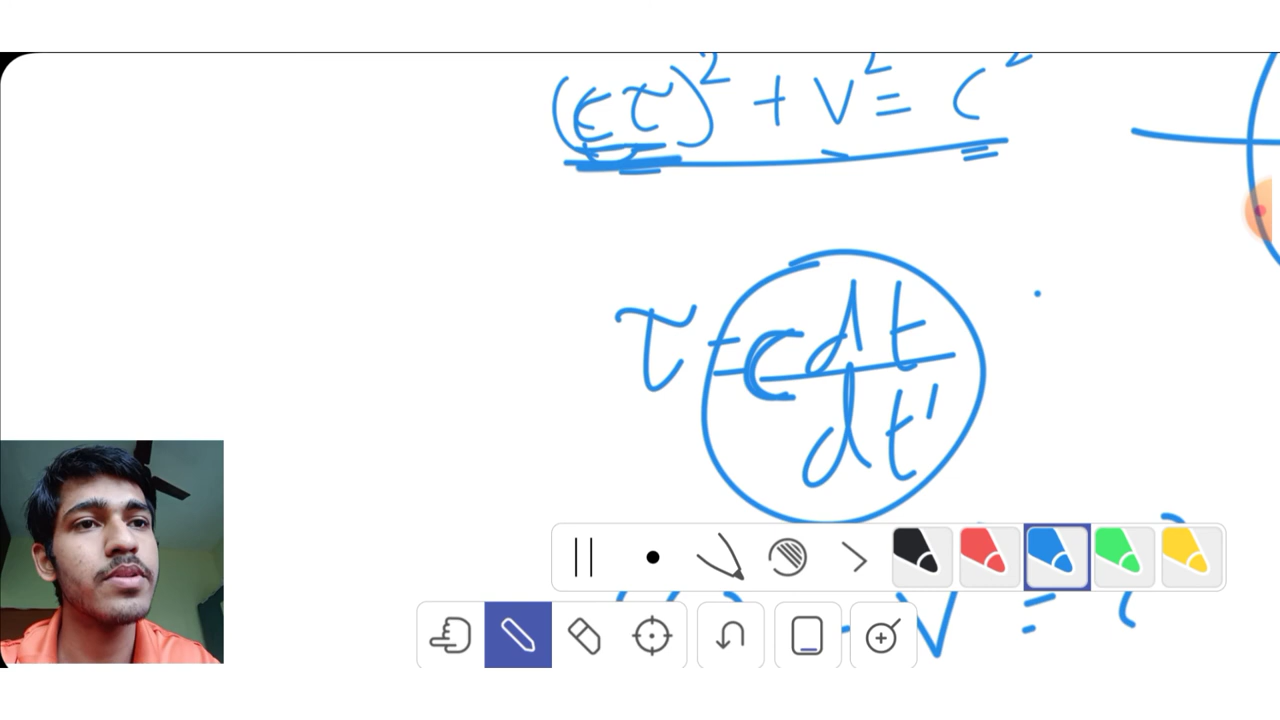 (cτ)² + V² = C²
τ = C dt/dt'
V = C